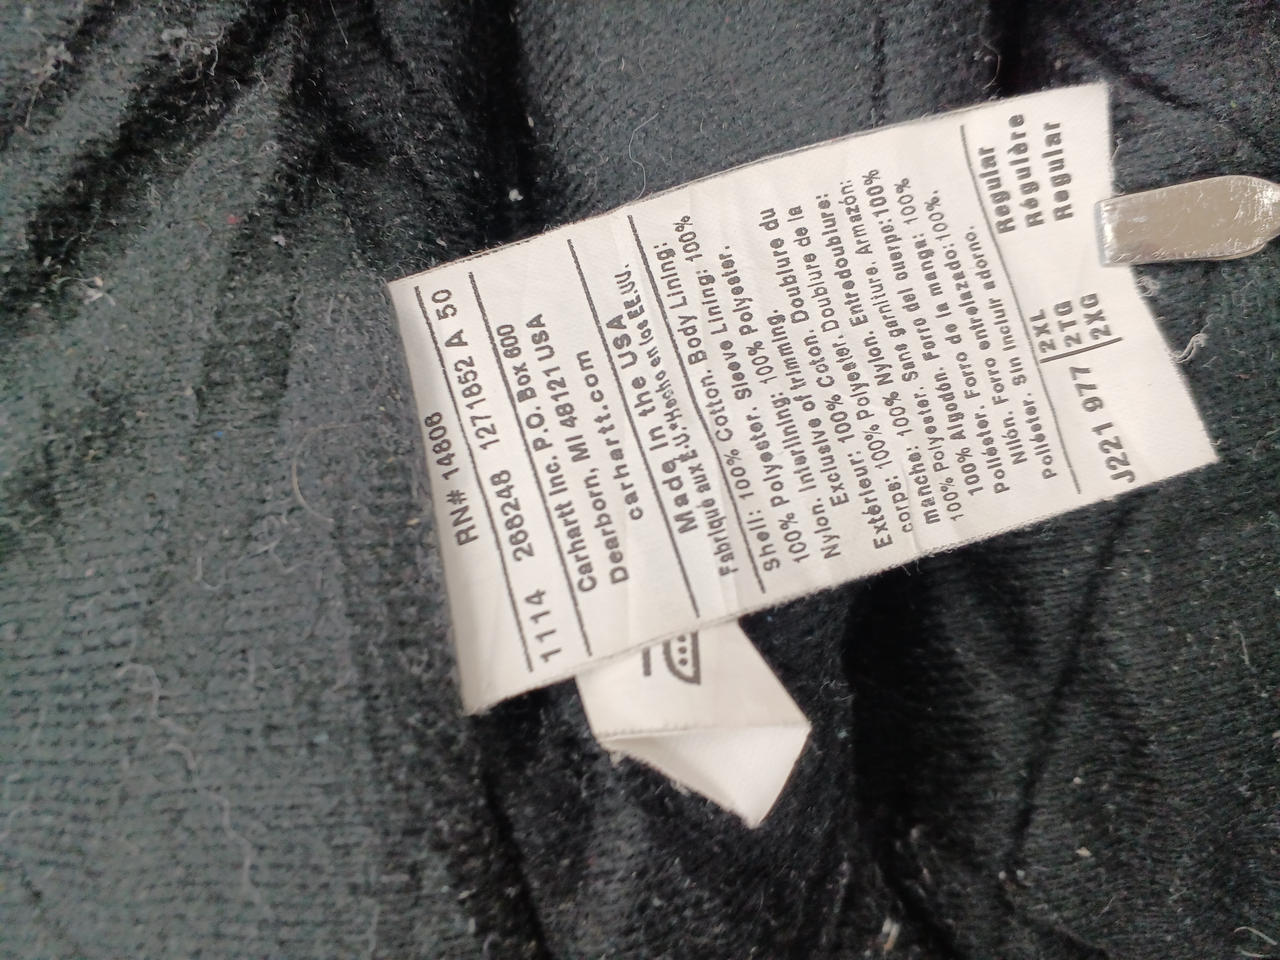 RN# 14806
1114 266248 1271852 A 50
Carhartt Inc. P.O. Box 600
Dearborn, MI 48121 USA
carhartt.com
Made in the USA
Fabriqué aux E.U.*Hecho en los EE.UU.
Shell: 100% Cotton. Body Lining:
100% Polyester. Sleeve Lining: 100%
Nylon. Interlining: 100% Polyester.
Exclusive of trimming.
Extérieur: 100% Coton. Doublure du
corps: 100% Polyester. Doublure de la
manche: 100% Nylon. Entredoublure:
100% Polyester. Sans garniture. Armazón:
100% Algodón. Forro del cuerpo:100%
Poliéster. Forro de la manga: 100%
Nilón. Forro entrelazado:100%.
Poliéster. Sin incluir adorno.
Regular
Régulère
Regular
2XL
2TG
2XG
J221 977